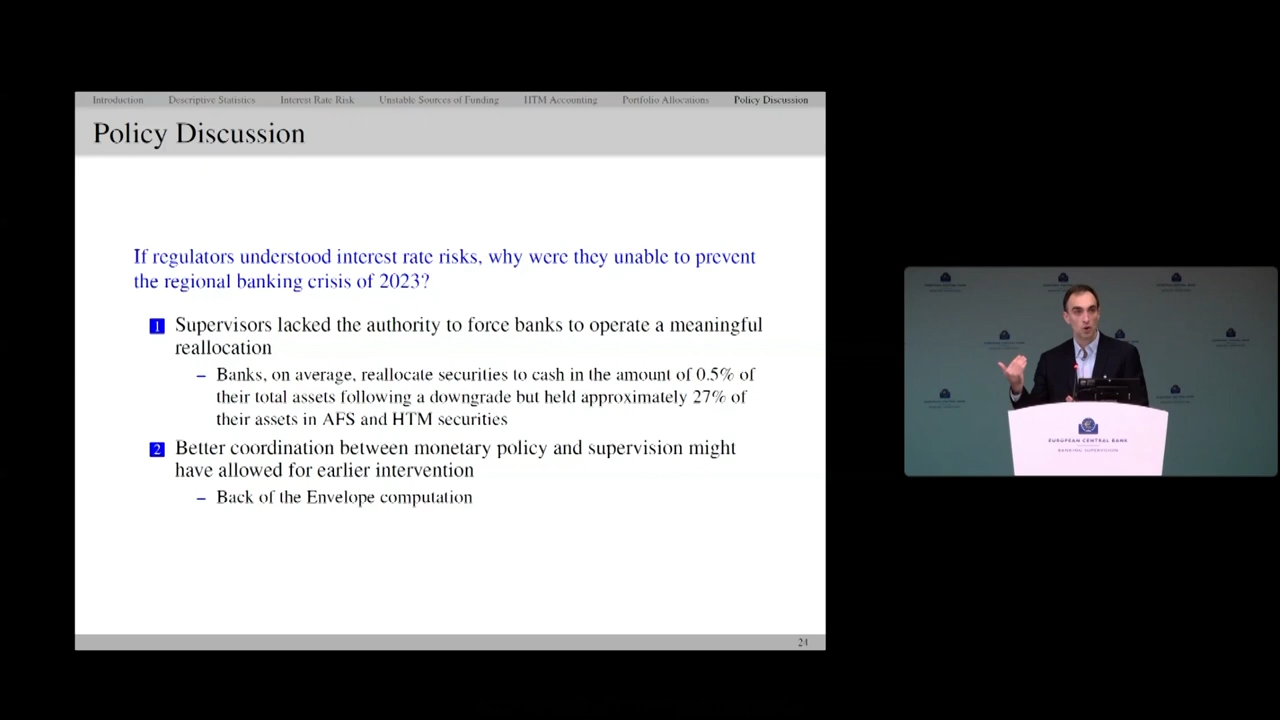 Introduction Descriptive Statistics Interest Rate Risk Unstable Sources of Funding HTM Accounting Portfolio Allocations Policy Discussion
Policy Discussion
If regulators understood interest rate risks, why were they unable to prevent
the regional banking crisis of 2023?
1 Supervisors lacked the authority to force banks to operate a meaningful
reallocation
– Banks, on average, reallocate securities to cash in the amount of 0.5% of
their total assets following a downgrade but held approximately 27% of
their assets in AFS and HTM securities
2 Better coordination between monetary policy and supervision might
have allowed for earlier intervention
– Back of the Envelope computation
24
EUROPEAN CENTRAL BANK
BANKING SUPERVISION